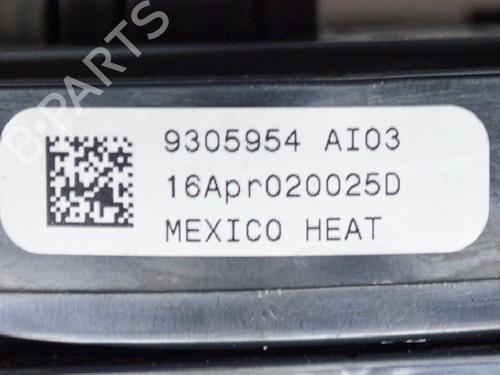 B-PARTS
9305954 AI03
16Apr020025D
MEXICO HEAT